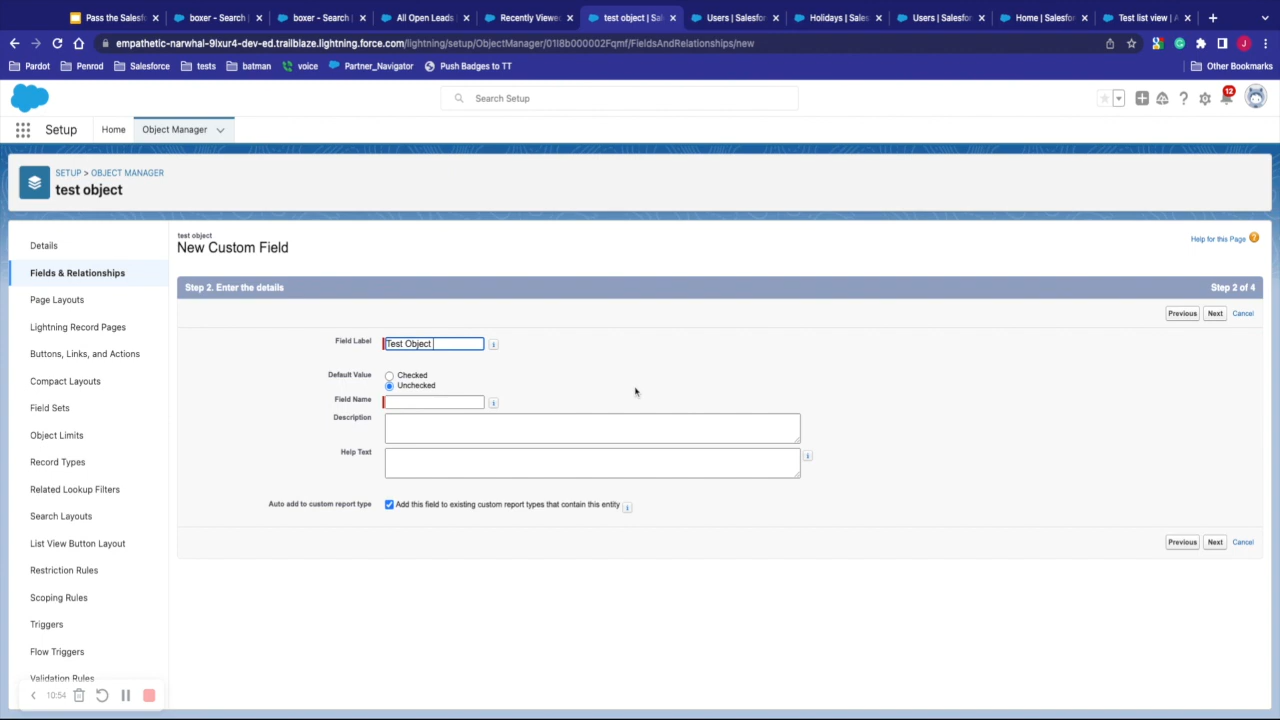 Pass the Salesf
boxer - Search
boxer - Search
All Open Leads
Recently Viewe
test object | Sal
Users | Salesfor
Holidays | Sales
Users | Salesfor
Home | Salesfor
Test list view | A
empathetic-narwhal-9lxur4-dev-ed.trailblaze.lightning.force.com/lightning/setup/ObjectManager/01I8b000002Fqmf/FieldsAndRelationships/new
J
Pardot
Penrod
Salesforce
tests
batman
voice
Partner_Navigator
Push Badges to TT
Other Bookmarks
Search Setup
12
Setup
Home
Object Manager
SETUP > OBJECT MANAGER
test object
Details
Fields & Relationships
Page Layouts
Lightning Record Pages
Buttons, Links, and Actions
Compact Layouts
Field Sets
Object Limits
Record Types
Related Lookup Filters
Search Layouts
List View Button Layout
Restriction Rules
Scoping Rules
Triggers
Flow Triggers
Validation Rules
test object
New Custom Field
Help for this Page
Step 2. Enter the details
Step 2 of 4
Previous
Next
Cancel
Field Label
Test Object
Default Value
Checked
Unchecked
Field Name
Description
Help Text
Auto add to custom report type
Add this field to existing custom report types that contain this entity
Previous
Next
Cancel
10:54